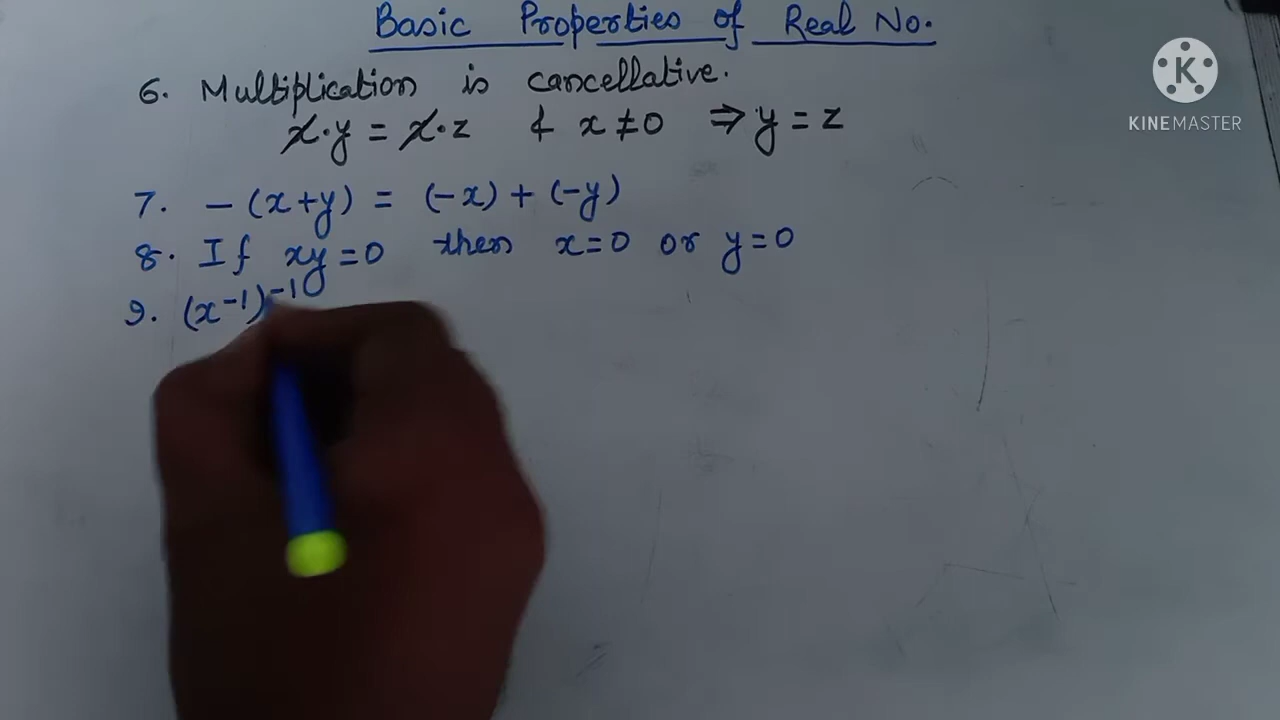 Basic Properties of Real No.
6. Multiplication is cancellative.
x·y = x·z & x≠0 ⇒ y = z
7. −(x+y) = (−x) + (−y)
8. If xy=0 then x=0 or y=0
9. (x⁻¹)⁻¹
K
KINEMASTER